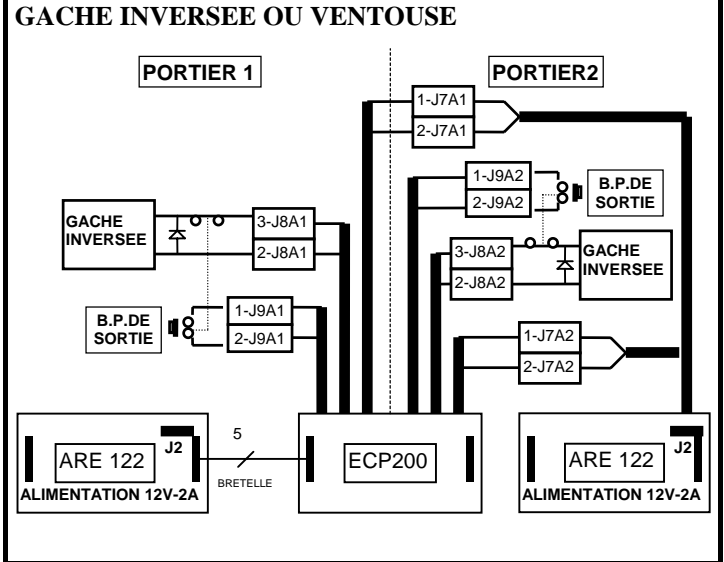 GACHE INVERSEE OU VENTOUSE
PORTIER 1
PORTIER2
1-J7A1
2-J7A1
1-J9A2
2-J9A2
B.P.DE
SORTIE
GACHE
INVERSEE
3-J8A1
2-J8A1
3-J8A2
2-J8A2
GACHE
INVERSEE
B.P.DE
SORTIE
1-J9A1
2-J9A1
1-J7A2
2-J7A2
J2
ARE 122
ALIMENTATION 12V-2A
5
BRETELLE
ECP200
J2
ARE 122
ALIMENTATION 12V-2A